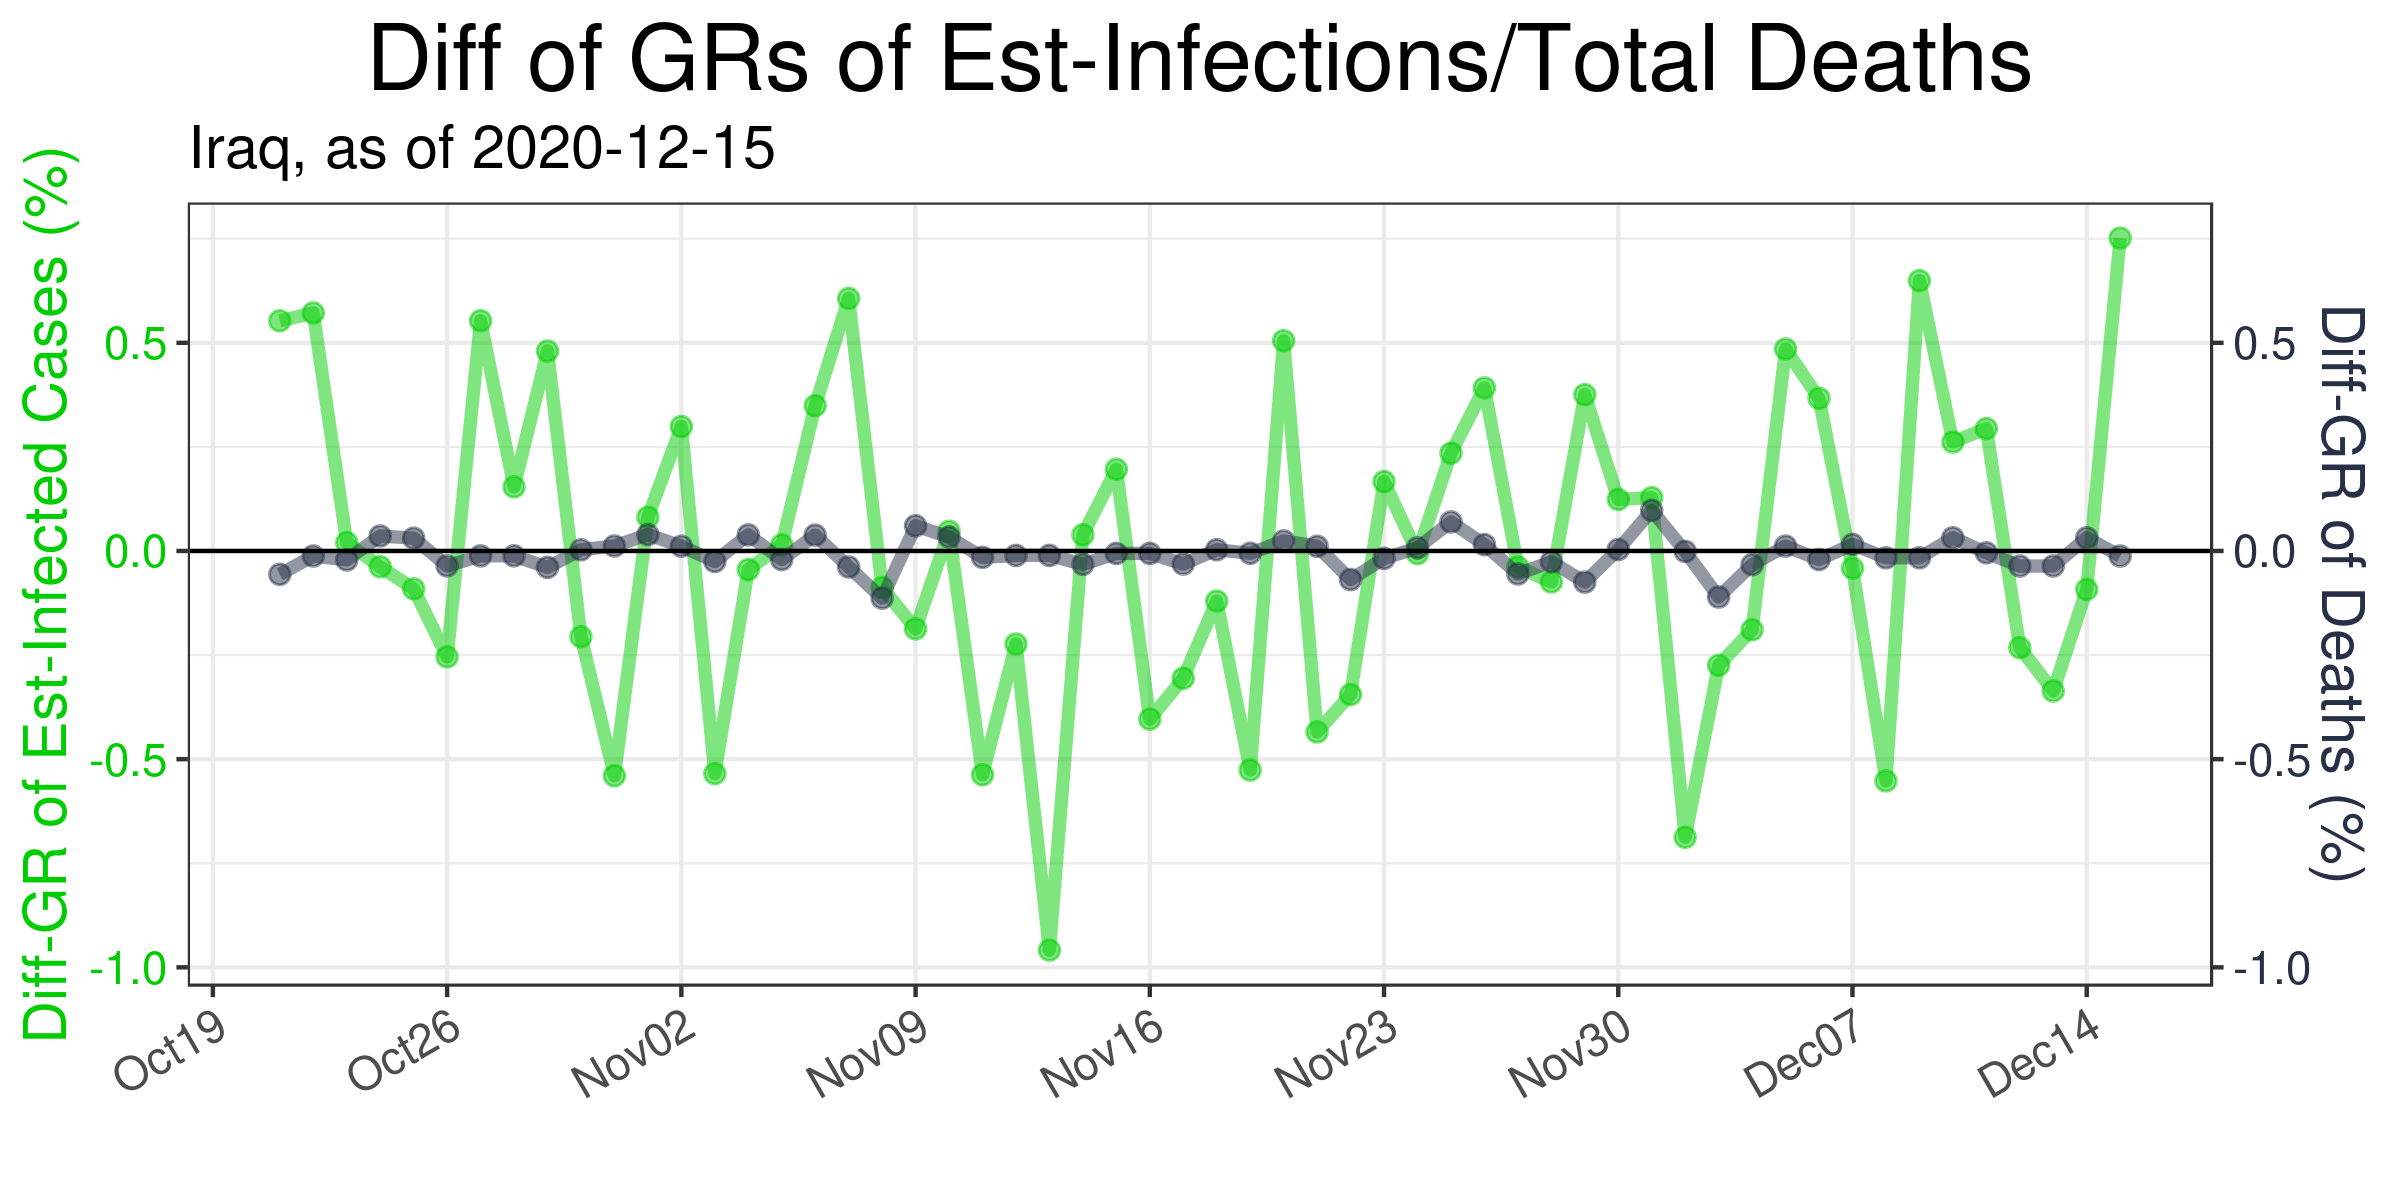 Diff of GRs of Est-Infections/Total Deaths
Iraq, as of 2020-12-15
Diff-GR of Est-Infected Cases (%)
0.5
0.0
-0.5
-1.0
0.5
0.0
-0.5
-1.0
Diff-GR of Deaths (%)
Oct19
Oct26
Nov02
Nov09
Nov16
Nov23
Nov30
Dec07
Dec14